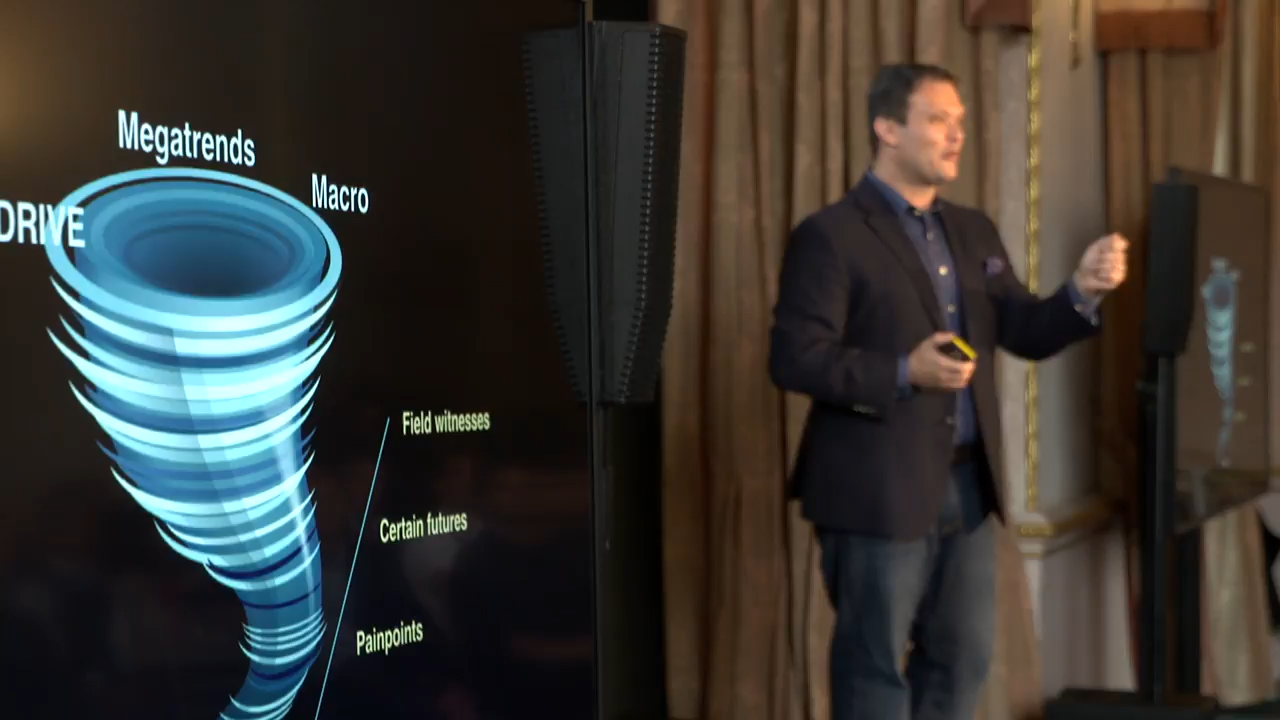 Megatrends
Macro
DRIVE
Field witnesses
Certain futures
Painpoints